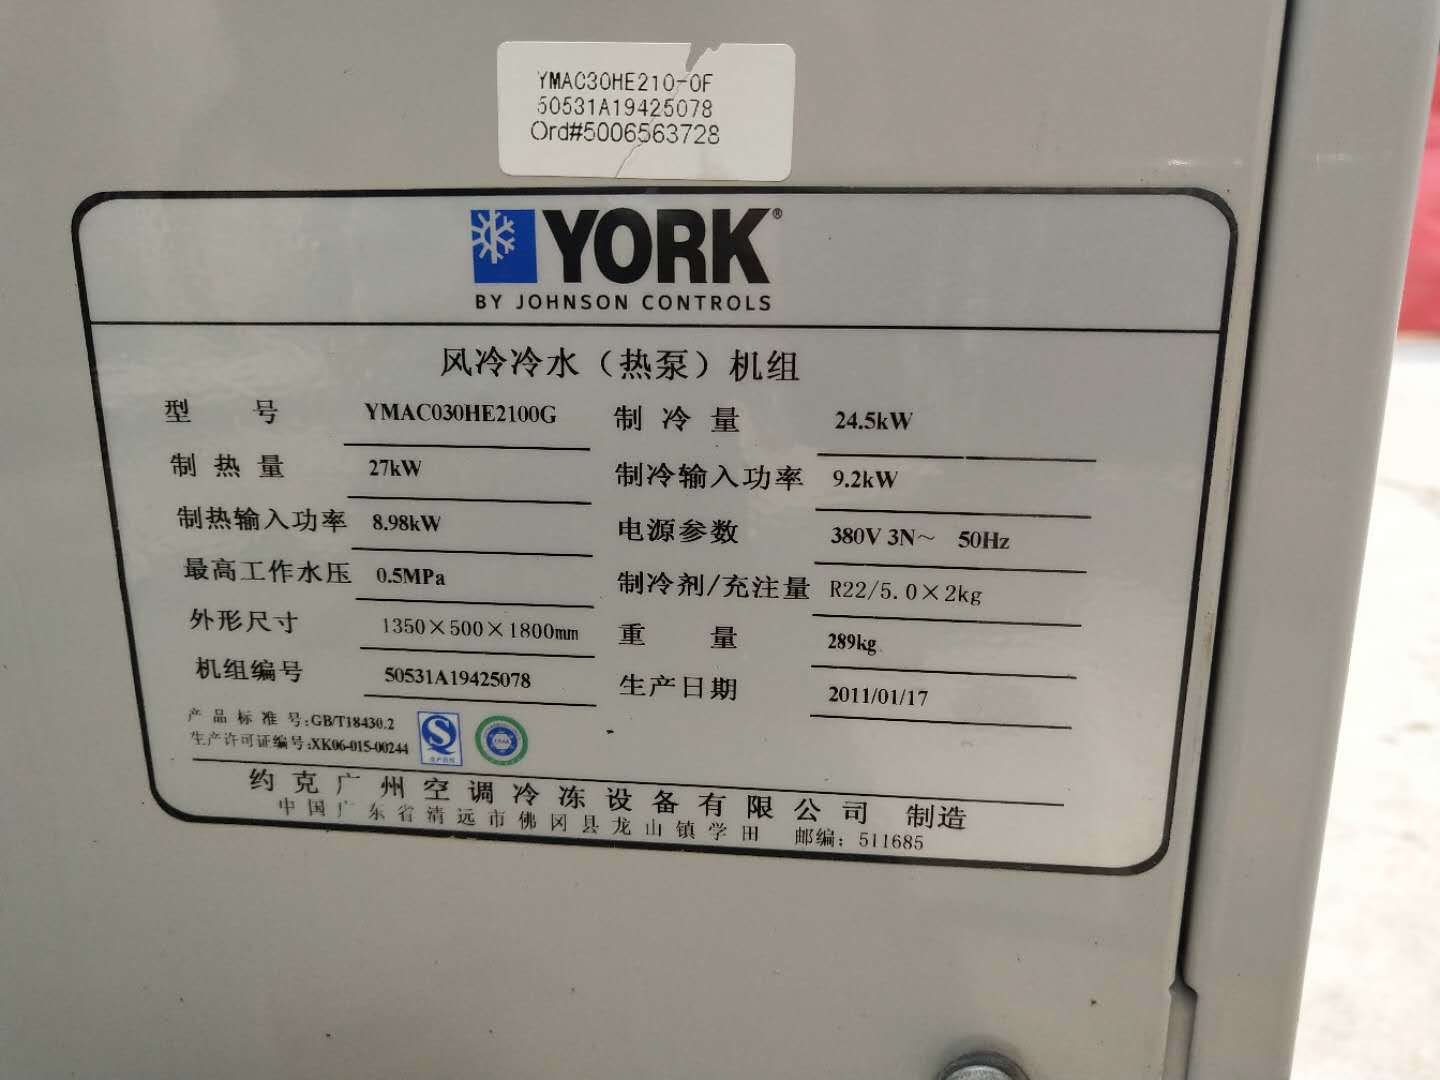 YMAC30HE210-0F
50531A19425078
Ord#5006563728
YORK®
BY JOHNSON CONTROLS
风冷冷水（热泵）机组
型 号 YMAC030HE2100G 制 冷 量 24.5kW
制 热 量 27kW 制冷输入功率 9.2kW
制热输入功率 8.98kW 电源参数 380V 3N～ 50Hz
最高工作水压 0.5MPa 制冷剂/充注量 R22/5.0×2kg
外形尺寸 1350×500×1800mm 重 量 289kg
机组编号 50531A19425078 生产日期 2011/01/17
产品标准号:GB/T18430.2
生产许可证编号:XK06-015-00244
约克广州空调冷冻设备有限公司 制造
中国广东省清远市佛冈县龙山镇学田 邮编：511685